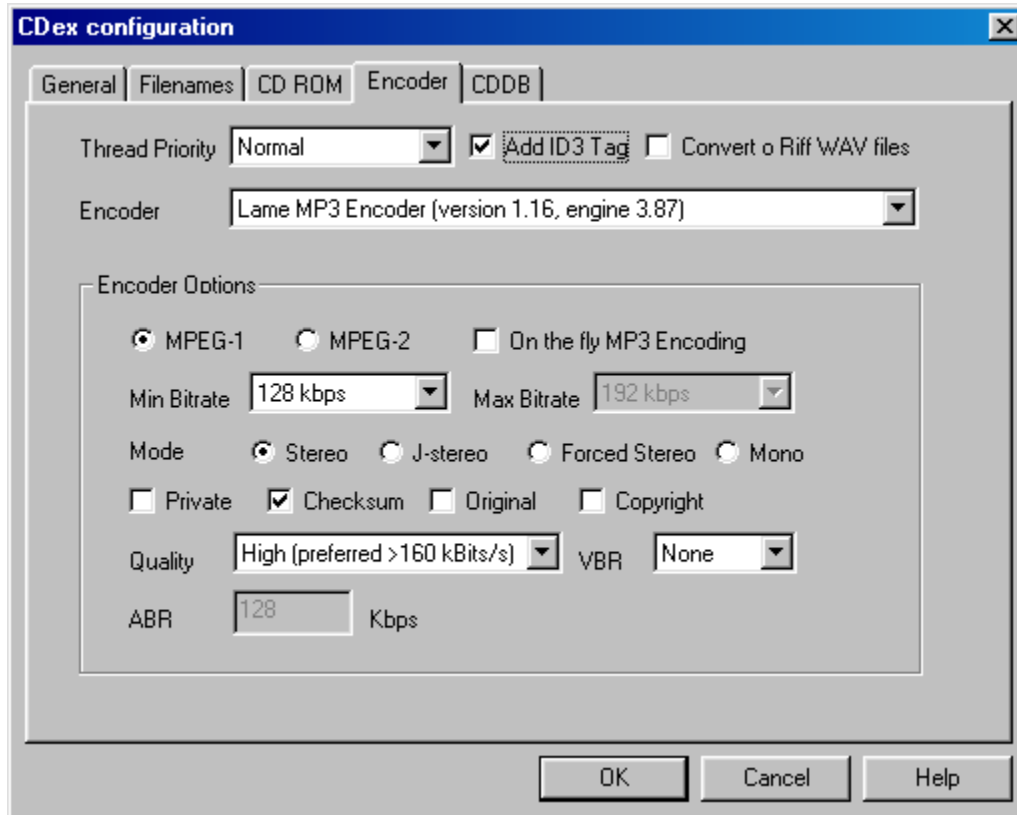 CDex configuration
General Filenames CD ROM Encoder CDDB
Thread Priority Normal Add ID3 Tag Convert o Riff WAV files
Encoder Lame MP3 Encoder (version 1.16, engine 3.87)
Encoder Options
MPEG-1 MPEG-2 On the fly MP3 Encoding
Min Bitrate 128 kbps Max Bitrate 192 kbps
Mode Stereo J-stereo Forced Stereo Mono
Private Checksum Original Copyright
Quality High (preferred >160 kBits/s) VBR None
ABR 128 Kbps
OK Cancel Help